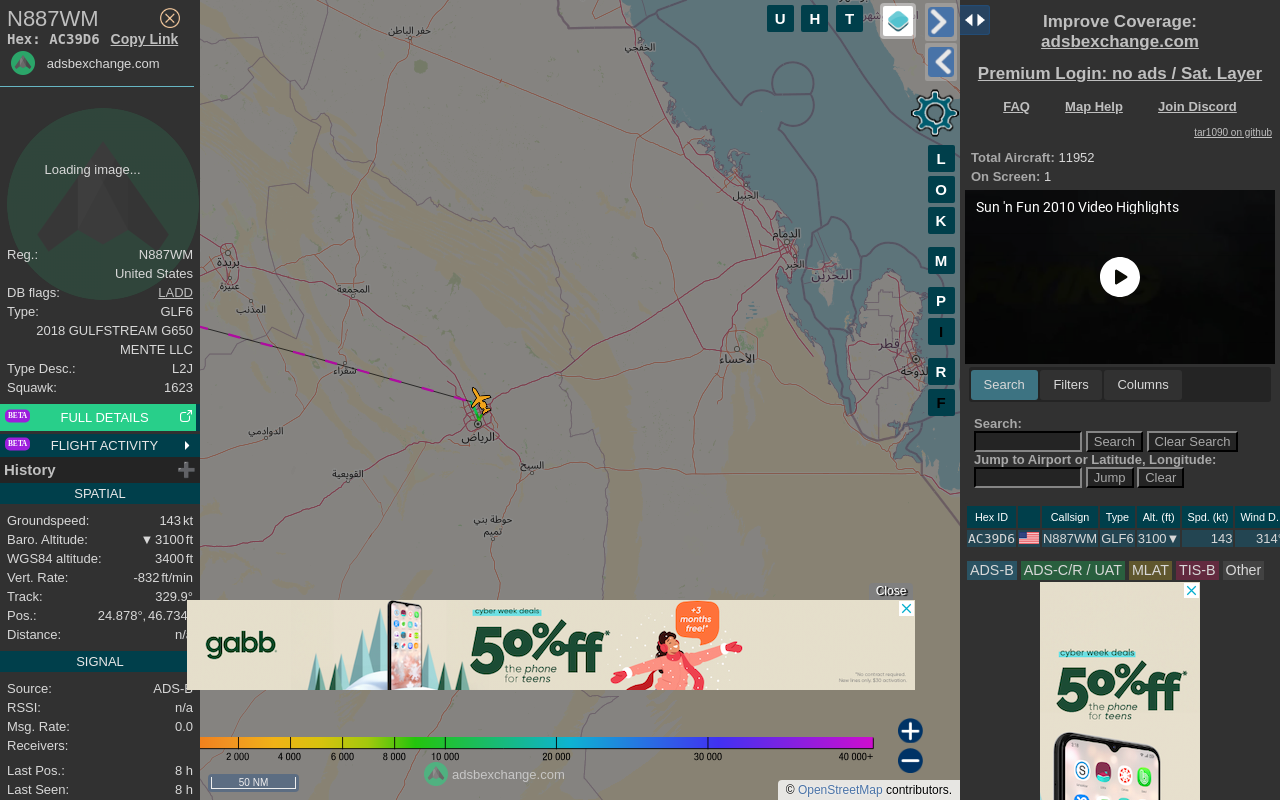 N887WM
Hex: AC39D6 Copy Link
adsbexchange.com
Loading image...
Reg.: N887WM
United States
DB flags: LADD
Type: GLF6
2018 GULFSTREAM G650
MENTE LLC
Type Desc.: L2J
Squawk: 1623
BETA FULL DETAILS
BETA FLIGHT ACTIVITY
History
SPATIAL
Groundspeed: 143 kt
Baro. Altitude: ▼ 3100 ft
WGS84 altitude: 3400 ft
Vert. Rate: -832 ft/min
Track: 329.9°
Pos.: 24.878°, 46.734
Distance: n/a
SIGNAL
Source: ADS-B
RSSI: n/a
Msg. Rate: 0.0
Receivers:
Last Pos.: 8 h
Last Seen: 8 h
U H T
L
O
K
M
P
I
R
F
حفر الباطن
الخفجي
الجبيل
الدمام
الخبر
البحرين
قطر
الدوحة
الأحساء
بريدة
عنيزة
المذنب
المجمعة
شقراء
الدوادمي
الرياض
القويعية
السيح
حوطة بني
تميم
Close
gabb
cyber week deals
50%off*
the phone
for teens
+3
months
free!*
*No contract required.
New lines only. $30 activation.
2 000 4 000 6 000 8 000 10 000 20 000 30 000 40 000+
adsbexchange.com
50 NM
© OpenStreetMap contributors.
Improve Coverage:
adsbexchange.com
Premium Login: no ads / Sat. Layer
FAQ Map Help Join Discord
tar1090 on github
Total Aircraft: 11952
On Screen: 1
Sun 'n Fun 2010 Video Highlights
Search Filters Columns
Search:
Search Clear Search
Jump to Airport or Latitude, Longitude:
Jump Clear
Hex ID Callsign Type Alt. (ft) Spd. (kt) Wind D.
AC39D6 N887WM GLF6 3100▼ 143 314°
ADS-B ADS-C/R / UAT MLAT TIS-B Other
cyber week deals
50%off*
the phone
for teens